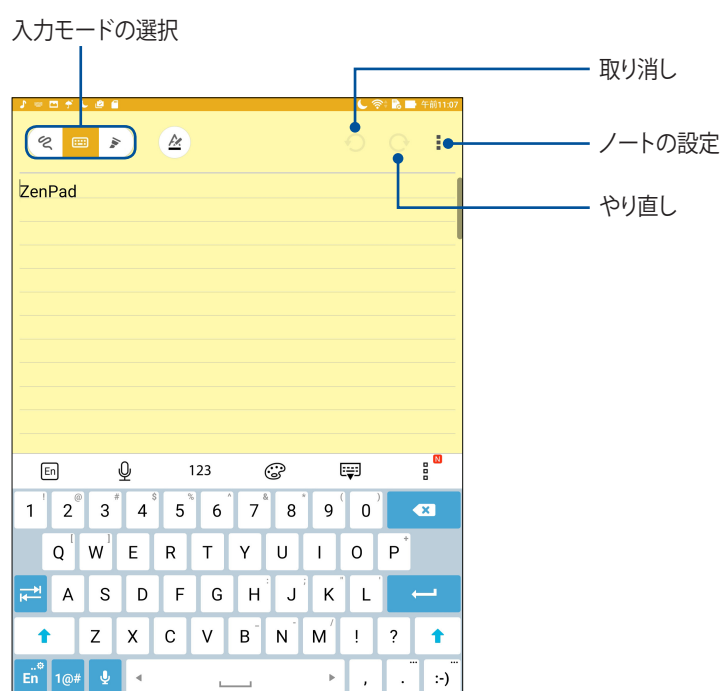 入力モードの選択
取り消し
午前11:07
ノートの設定
やり直し
ZenPad
En 123 N
! @ # $ % ^ & * ( )
1 2 3 4 5 6 7 8 9 0
[ ] +
Q W E R T Y U I O P
: ; " '
A S D F G H J K L
_ - /
Z X C V B N M ! ?
En 1@# , . :-)